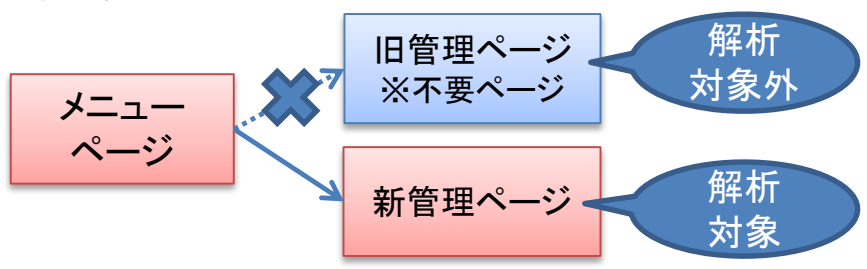 メニュー
ページ
旧管理ページ
※不要ページ
解析
対象外
新管理ページ
解析
対象